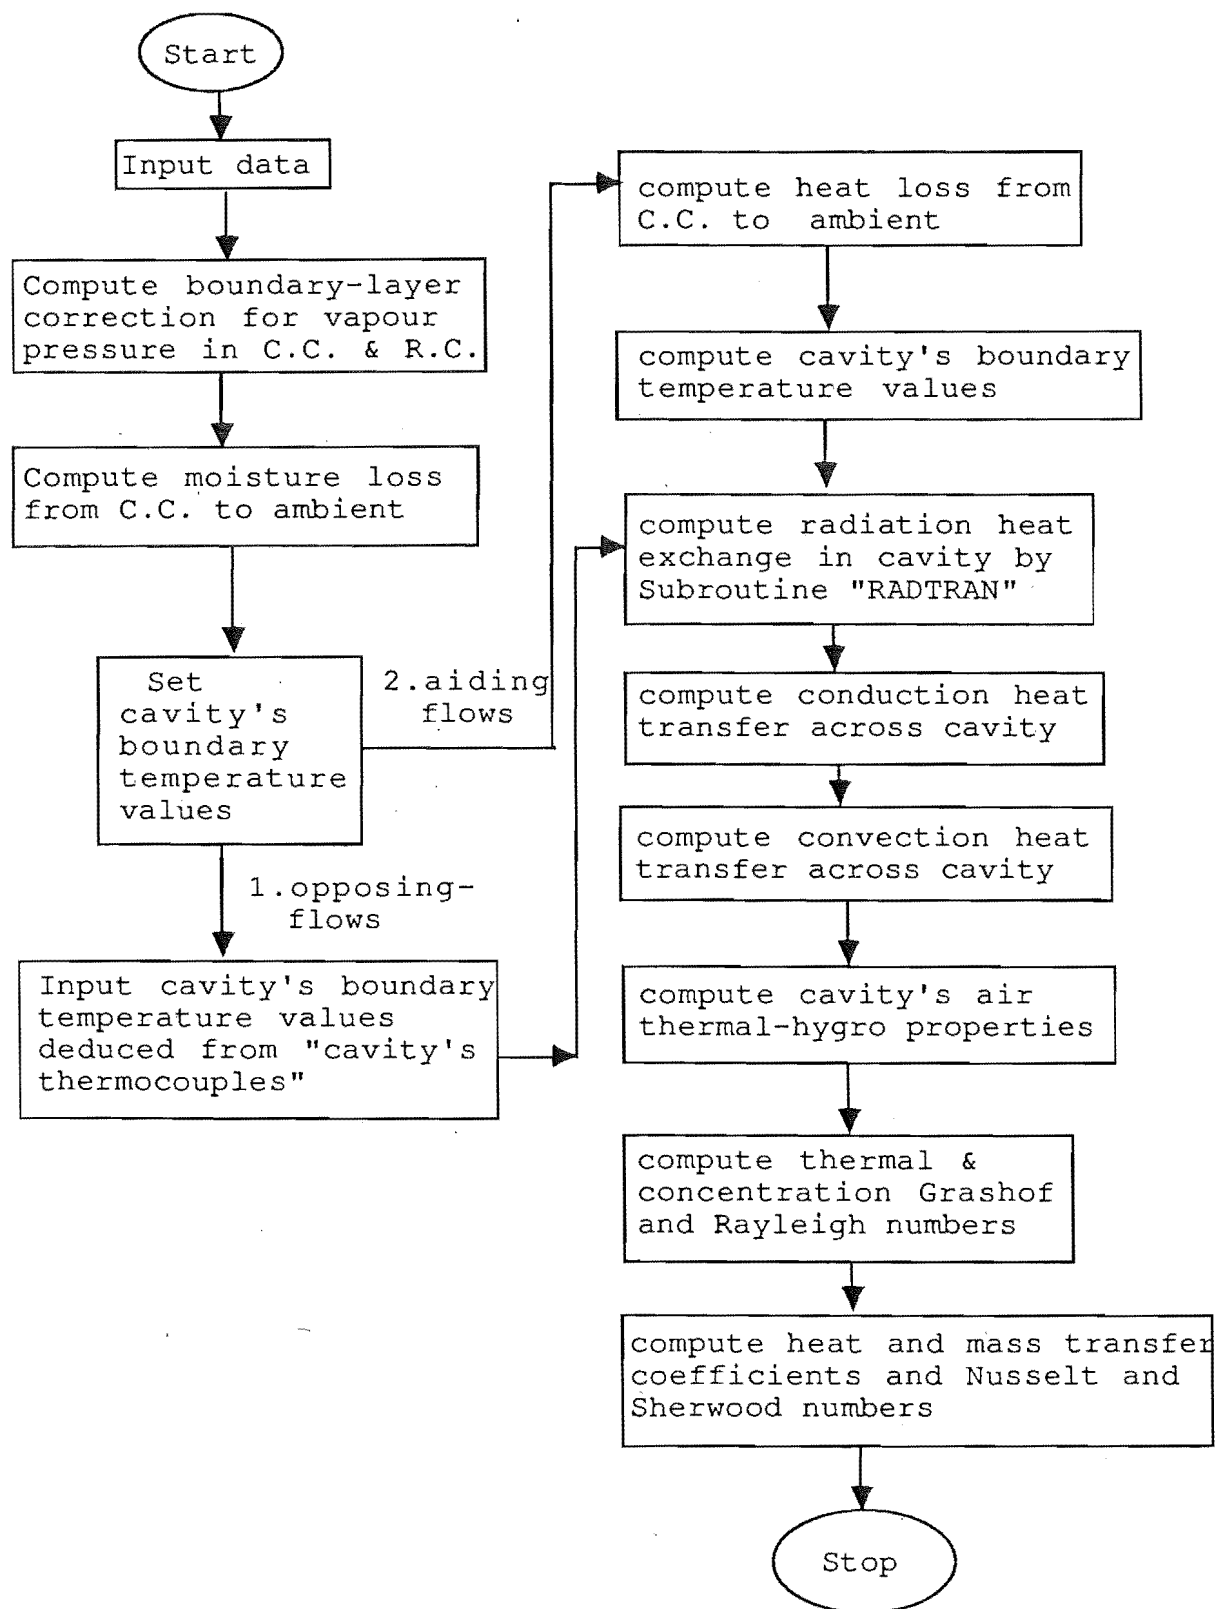 Start
Input data
Compute boundary-layer
correction for vapour
pressure in C.C. & R.C.
Compute moisture loss
from C.C. to ambient
Set
cavity's
boundary
temperature
values
2.aiding
flows
1.opposing-
flows
Input cavity's boundary
temperature values
deduced from "cavity's
thermocouples"
compute heat loss from
C.C. to ambient
compute cavity's boundary
temperature values
compute radiation heat
exchange in cavity by
Subroutine "RADTRAN"
compute conduction heat
transfer across cavity
compute convection heat
transfer across cavity
compute cavity's air
thermal-hygro properties
compute thermal &
concentration Grashof
and Rayleigh numbers
compute heat and mass transfer
coefficients and Nusselt and
Sherwood numbers
Stop